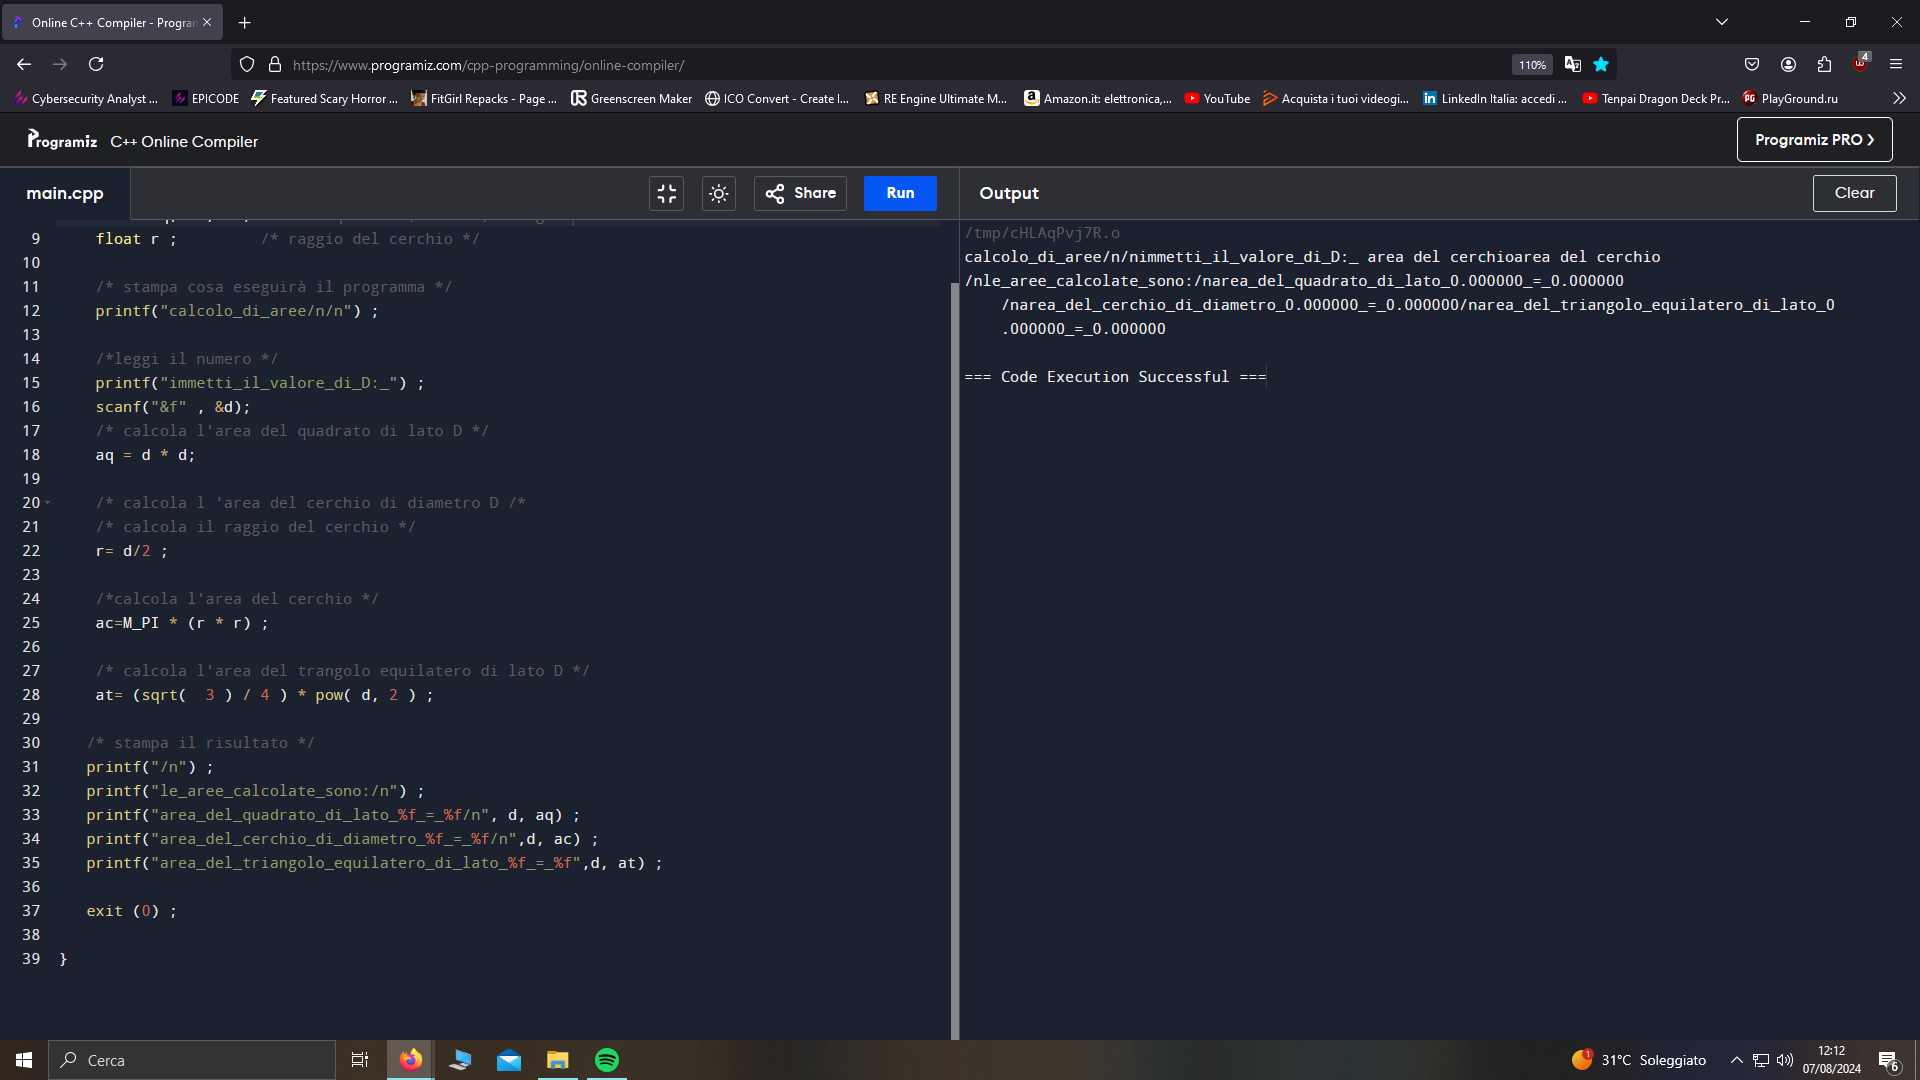 Online C++ Compiler - Progran
https://www.programiz.com/cpp-programming/online-compiler/
110%
4
Cybersecurity Analyst ...
EPICODE
Featured Scary Horror ...
FitGirl Repacks - Page ...
Greenscreen Maker
ICO Convert - Create I...
RE Engine Ultimate M...
Amazon.it: elettronica,...
YouTube
Acquista i tuoi videogi...
LinkedIn Italia: accedi ...
Tenpai Dragon Deck Pr...
PlayGround.ru
Programiz C++ Online Compiler
Programiz PRO ›
main.cpp
Share
Run
Output
Clear
9 float r ; /* raggio del cerchio */
10
11 /* stampa cosa eseguirà il programma */
12 printf("calcolo_di_aree/n/n") ;
13
14 /*leggi il numero */
15 printf("immetti_il_valore_di_D:_") ;
16 scanf("&f" , &d);
17 /* calcola l'area del quadrato di lato D */
18 aq = d * d;
19
20 /* calcola l 'area del cerchio di diametro D /*
21 /* calcola il raggio del cerchio */
22 r= d/2 ;
23
24 /*calcola l'area del cerchio */
25 ac=M_PI * (r * r) ;
26
27 /* calcola l'area del trangolo equilatero di lato D */
28 at= (sqrt( 3 ) / 4 ) * pow( d, 2 ) ;
29
30 /* stampa il risultato */
31 printf("/n") ;
32 printf("le_aree_calcolate_sono:/n") ;
33 printf("area_del_quadrato_di_lato_%f_=_%f/n", d, aq) ;
34 printf("area_del_cerchio_di_diametro_%f_=_%f/n",d, ac) ;
35 printf("area_del_triangolo_equilatero_di_lato_%f_=_%f",d, at) ;
36
37 exit (0) ;
38
39 }
/tmp/cHLAqPvj7R.o
calcolo_di_aree/n/nimmetti_il_valore_di_D:_ area del cerchioarea del cerchio
/nle_aree_calcolate_sono:/narea_del_quadrato_di_lato_0.000000_=_0.000000
/narea_del_cerchio_di_diametro_0.000000_=_0.000000/narea_del_triangolo_equilatero_di_lato_0
.000000_=_0.000000
=== Code Execution Successful ===
Cerca
1
31°C Soleggiato
12:12
07/08/2024
6